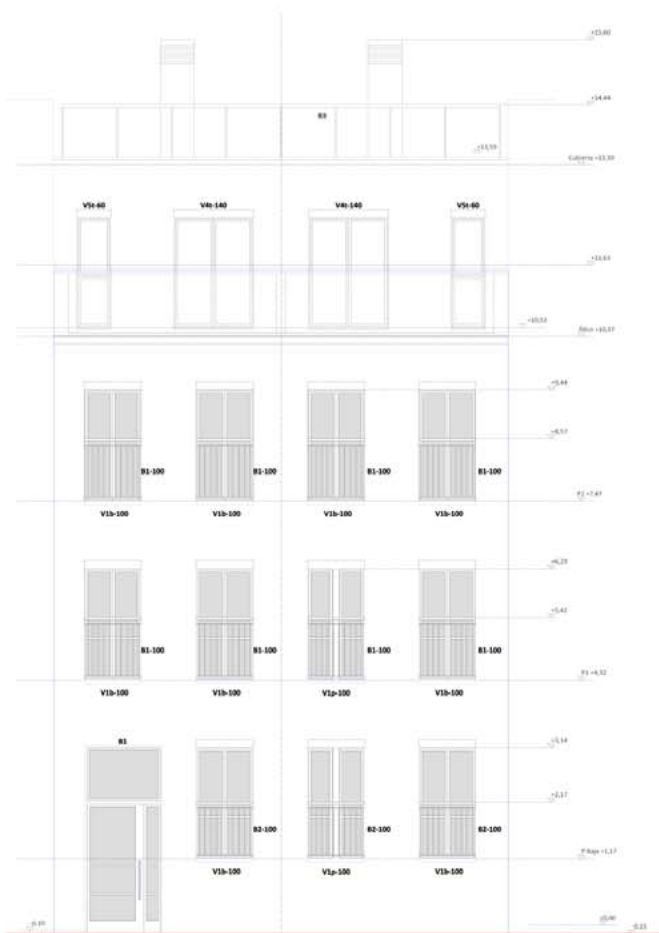 +15,60
+14,44
B3
+13,59
Cubierta +13,39
V5t-60 V4t-140 V4t-140 V5t-60
+11,63
+10,52
Ático +10,37
+9,44
+8,57
B1-100 B1-100 B1-100 B1-100
P2 +7,47
V1b-100 V1b-100 V1b-100 V1b-100
+6,29
+5,42
B1-100 B1-100 B1-100 B1-100
P1 +4,32
V1b-100 V1b-100 V1p-100 V1b-100
B1
+3,14
+2,17
B2-100 B2-100 B2-100
P.Baja +1,17
V1b-100 V1p-100 V1b-100
±0,00